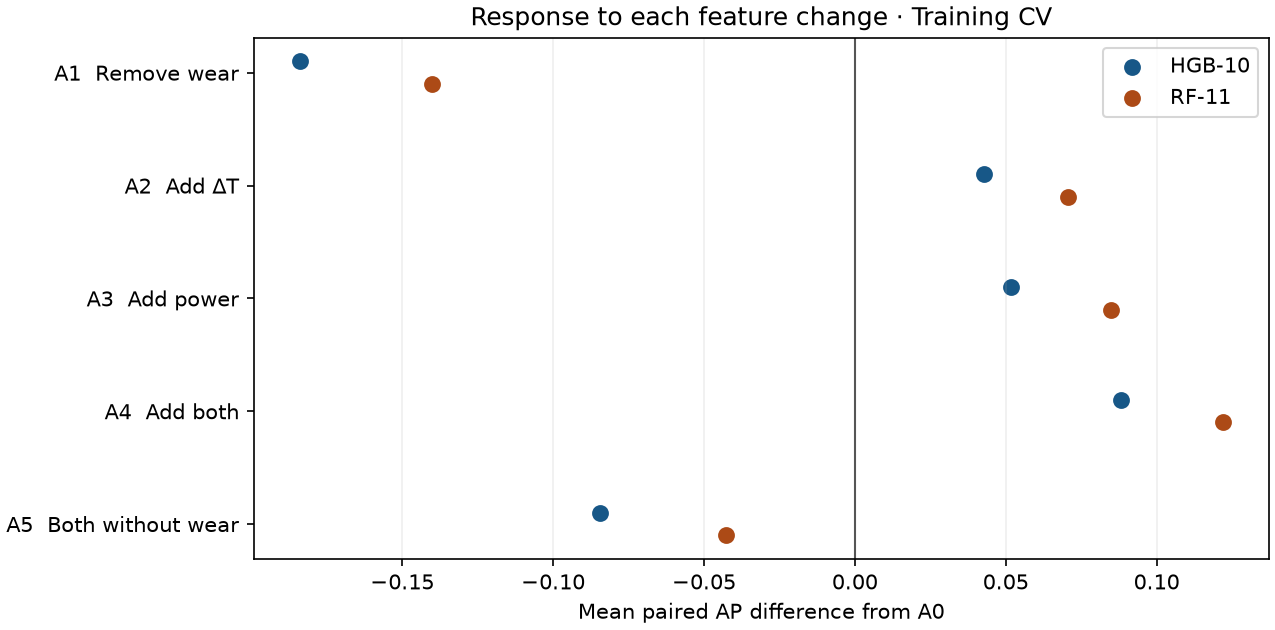 Response to each feature change · Training CV
HGB-10
RF-11
A1  Remove wear
A2  Add ΔT
A3  Add power
A4  Add both
A5  Both without wear
−0.15
−0.10
−0.05
0.00
0.05
0.10
Mean paired AP difference from A0